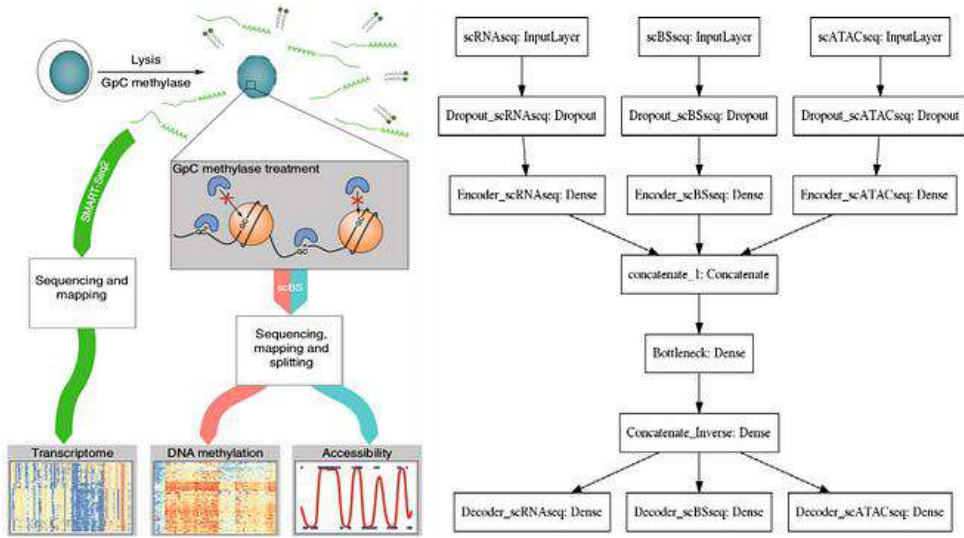 Lysis
GpC methylase
SMART-Seq2
GpC methylase treatment
GC
GC
Sequencing and
mapping
scBS
Sequencing,
mapping and
splitting
Transcriptome
DNA methylation
Accessibility
scRNAseq: InputLayer
scBSseq: InputLayer
scATACseq: InputLayer
Dropout_scRNAseq: Dropout
Dropout_scBSseq: Dropout
Dropout_scATACseq: Dropout
Encoder_scRNAseq: Dense
Encoder_scBSseq: Dense
Encoder_scATACseq: Dense
concatenate_1: Concatenate
Bottleneck: Dense
Concatenate_Inverse: Dense
Decoder_scRNAseq: Dense
Decoder_scBSseq: Dense
Decoder_scATACseq: Dense